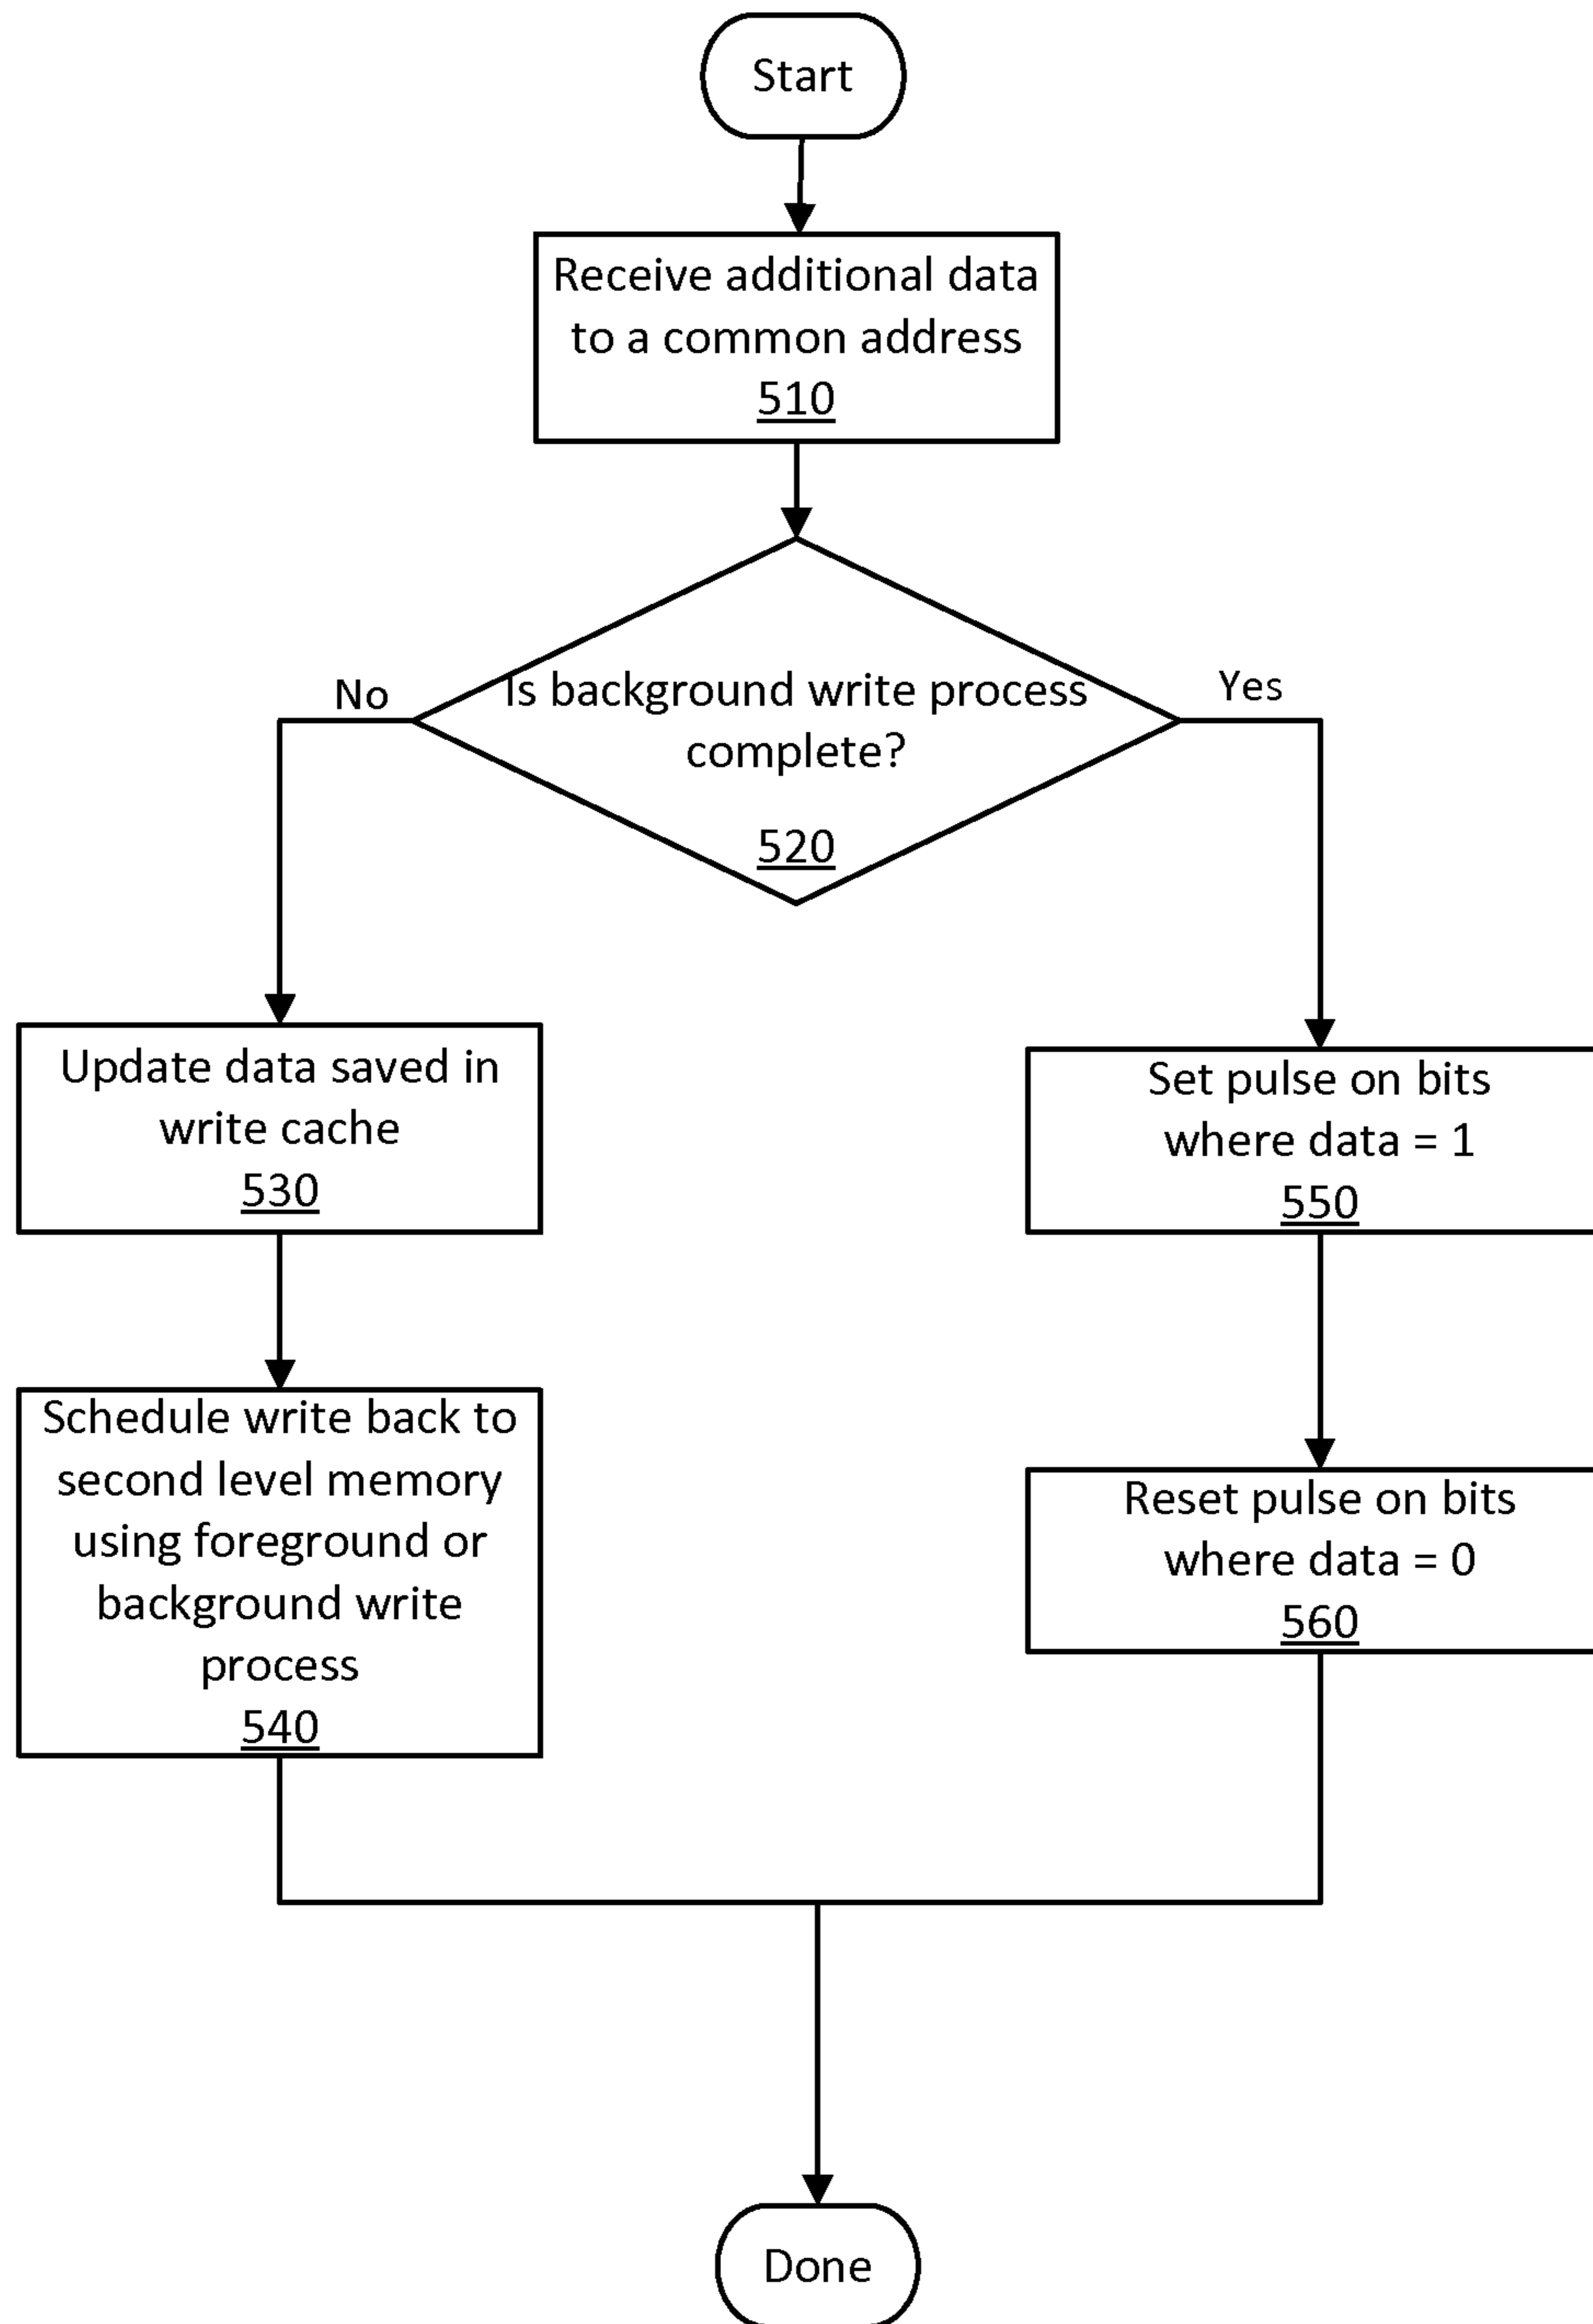 Start
Receive additional data
to a common address
510
Is background write process
complete?
520
No
Yes
Update data saved in
write cache
530
Schedule write back to
second level memory
using foreground or
background write
process
540
Set pulse on bits
where data = 1
550
Reset pulse on bits
where data = 0
560
Done